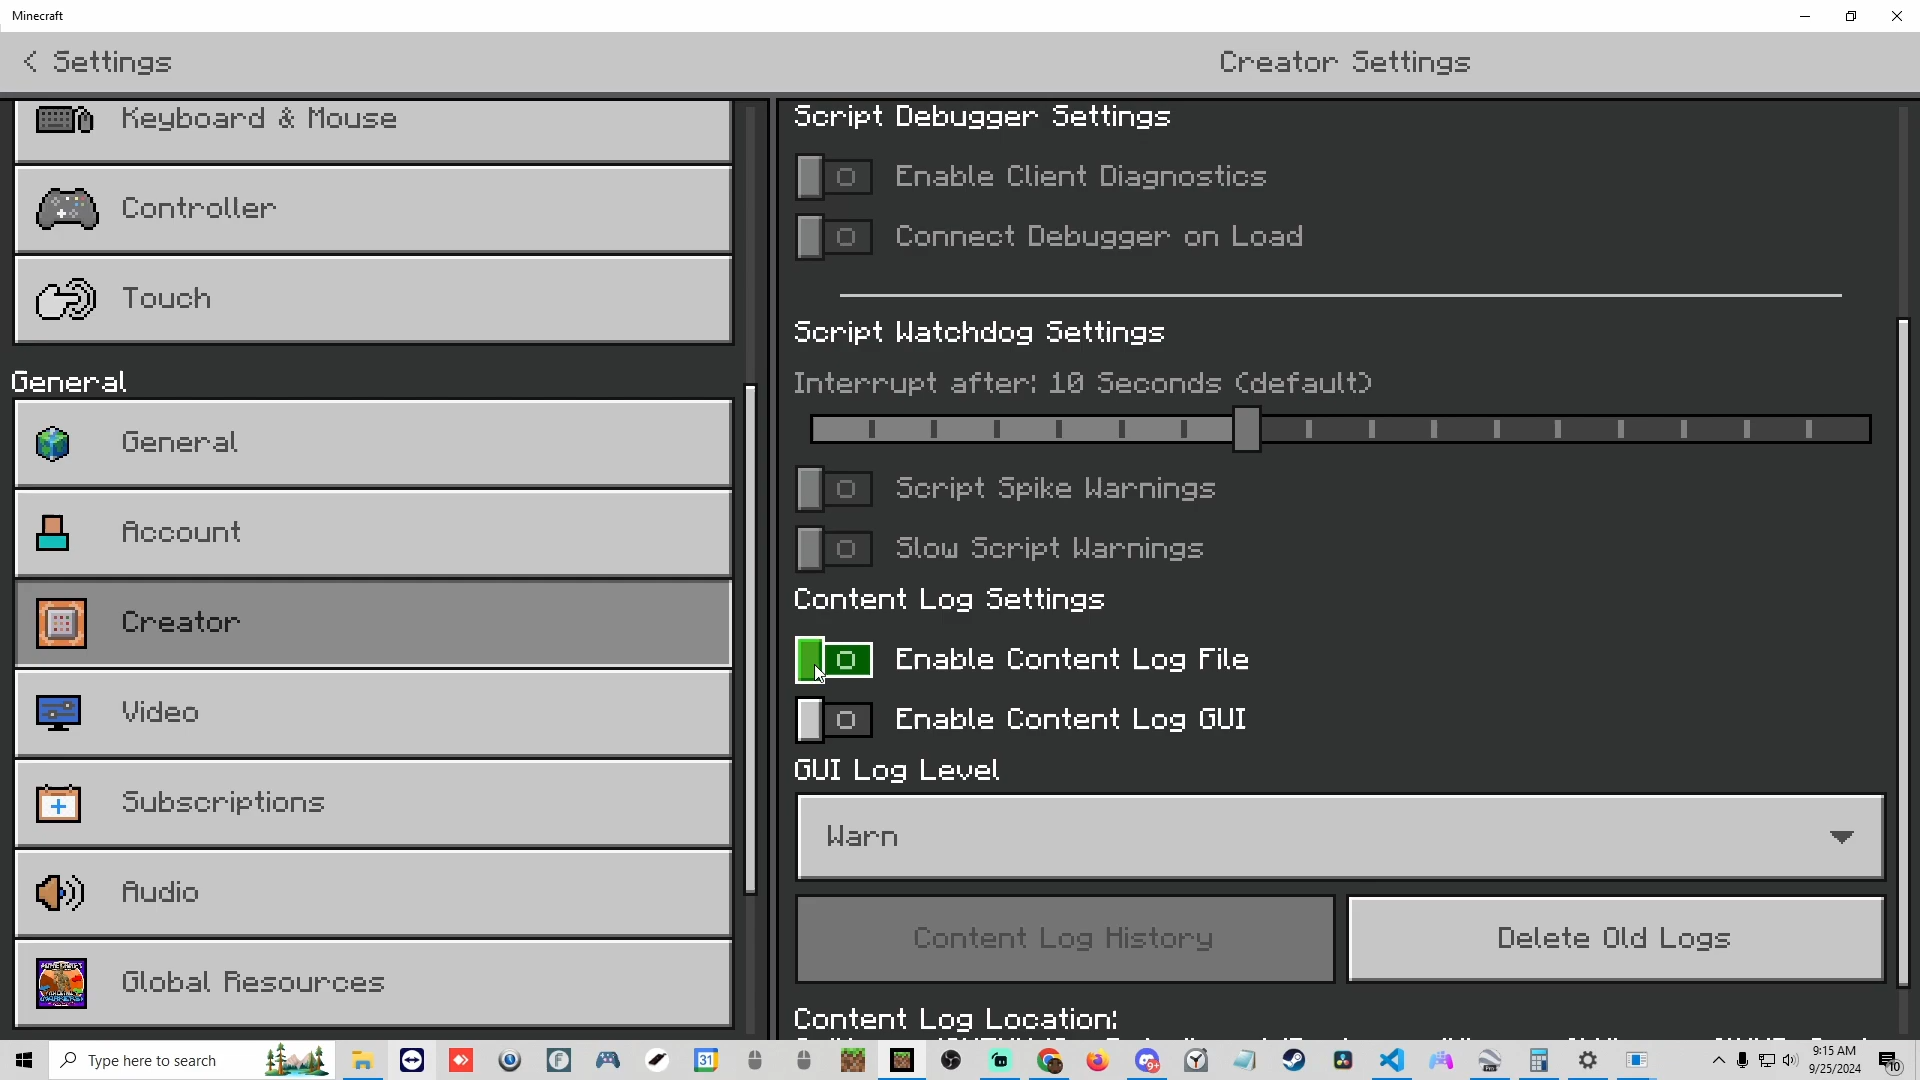 Minecraft
Settings
Creator Settings
Keyboard & Mouse
Controller
Touch
General
General
Account
Creator
Video
Subscriptions
Audio
Global Resources
Script Debugger Settings
Enable Client Diagnostics
Connect Debugger on Load
Script Watchdog Settings
Interrupt after: 10 Seconds (default)
Script Spike Warnings
Slow Script Warnings
Content Log Settings
Enable Content Log File
Enable Content Log GUI
GUI Log Level
Warn
Content Log History
Delete Old Logs
Content Log Location:
Type here to search
31
9+
9:15 AM
9/25/2024
10